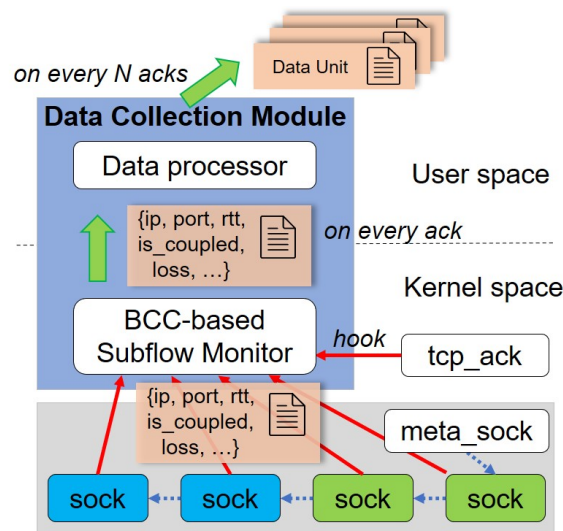 on every N acks
Data Unit
Data Collection Module
Data processor
User space
{ip, port, rtt,
is_coupled,
loss, …}
on every ack
Kernel space
BCC-based
Subflow Monitor
hook
tcp_ack
{ip, port, rtt,
is_coupled,
loss, …}
meta_sock
sock
sock
sock
sock